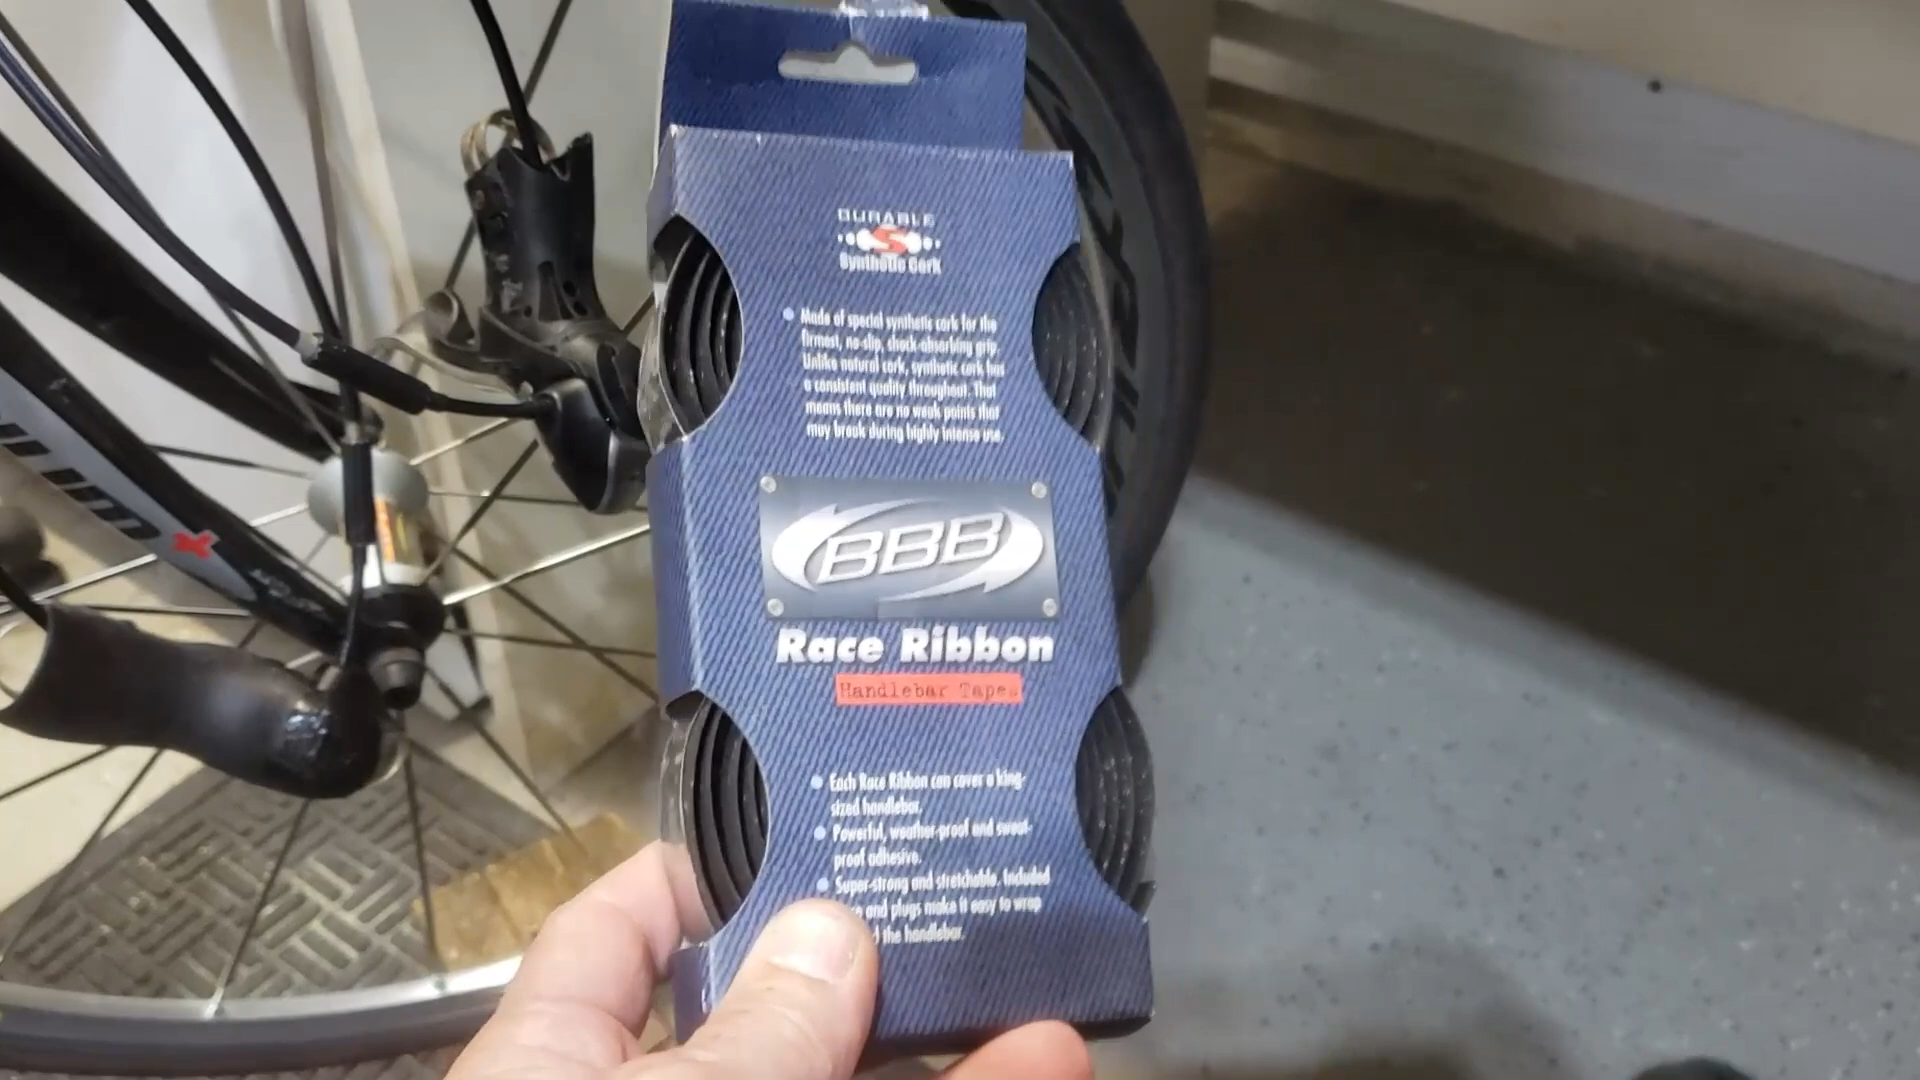 DURABLE
S
Synthetic Cork
Made of special synthetic cork for the
firmest, no-slip, shock-absorbing grip.
Unlike natural cork, synthetic cork has
a consistent quality throughout. That
means there are no weak points that
may break during highly intense use.
BBB
Race Ribbon
Handlebar Tapes
Each Race Ribbon can cover a king-
sized handlebar.
Powerful, weather-proof and sweat-
proof adhesive.
Super-strong and stretchable. Included
and plugs make it easy to wrap
the handlebar.